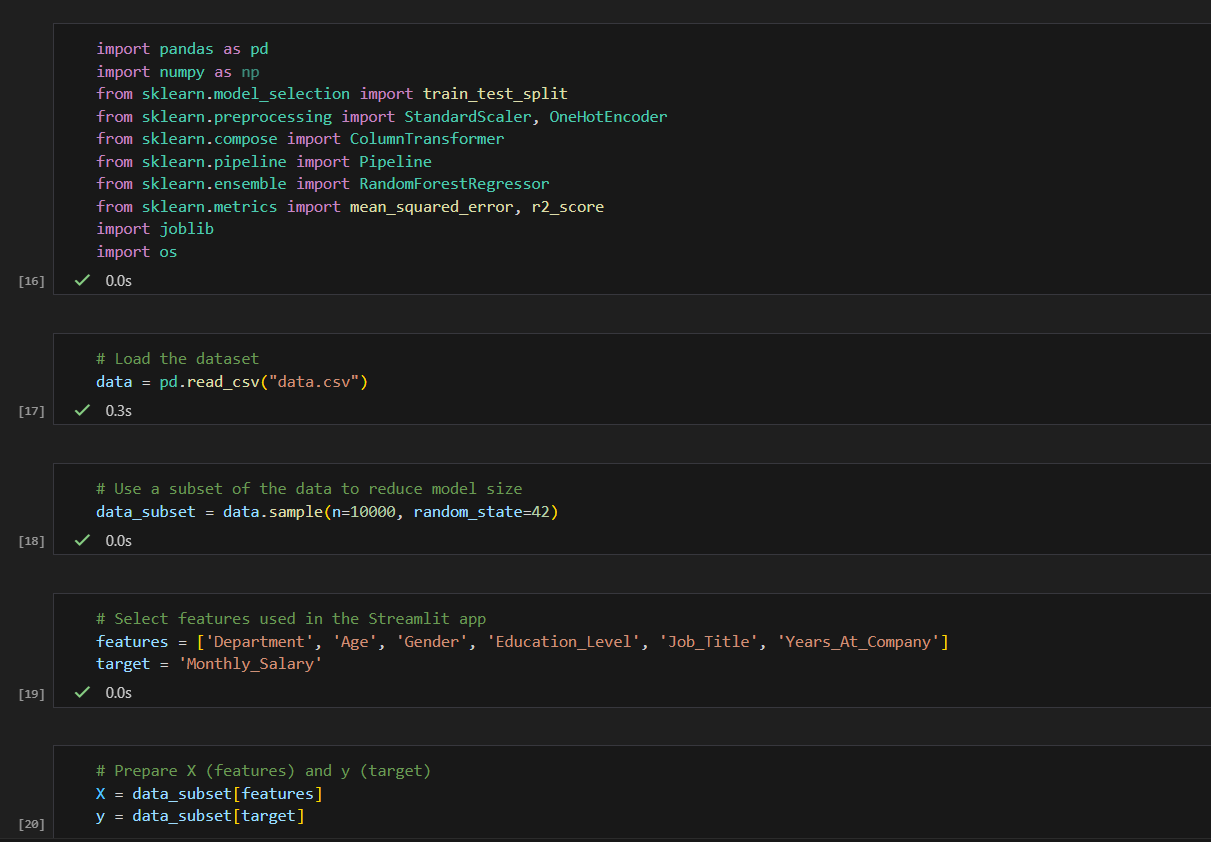 import pandas as pd
import numpy as np
from sklearn.model_selection import train_test_split
from sklearn.preprocessing import StandardScaler, OneHotEncoder
from sklearn.compose import ColumnTransformer
from sklearn.pipeline import Pipeline
from sklearn.ensemble import RandomForestRegressor
from sklearn.metrics import mean_squared_error, r2_score
import joblib
import os
[16] ✓ 0.0s
# Load the dataset
data = pd.read_csv("data.csv")
[17] ✓ 0.3s
# Use a subset of the data to reduce model size
data_subset = data.sample(n=10000, random_state=42)
[18] ✓ 0.0s
# Select features used in the Streamlit app
features = ['Department', 'Age', 'Gender', 'Education_Level', 'Job_Title', 'Years_At_Company']
target = 'Monthly_Salary'
[19] ✓ 0.0s
# Prepare X (features) and y (target)
X = data_subset[features]
y = data_subset[target]
[20]